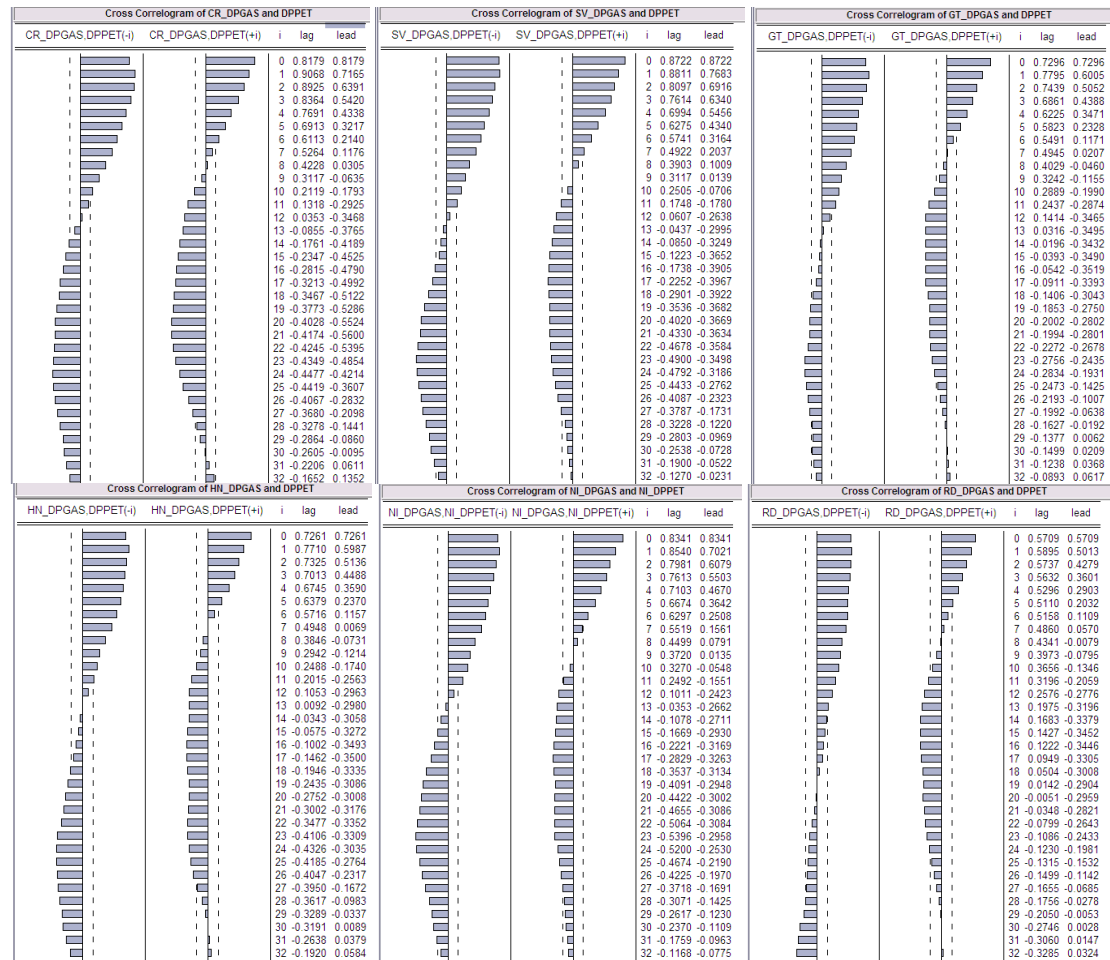 Cross Correlogram of CR_DPGAS and DPPET
CR_DPGAS,DPPET(-i) CR_DPGAS,DPPET(+i) i lag lead
0 0.8179 0.8179
1 0.9068 0.7165
2 0.8925 0.6391
3 0.8364 0.5420
4 0.7691 0.4338
5 0.6913 0.3217
6 0.6113 0.2140
7 0.5264 0.1176
8 0.4228 0.0305
9 0.3117 -0.0635
10 0.2119 -0.1793
11 0.1318 -0.2925
12 0.0353 -0.3468
13 -0.0855 -0.3765
14 -0.1761 -0.4189
15 -0.2347 -0.4525
16 -0.2815 -0.4790
17 -0.3213 -0.4992
18 -0.3467 -0.5122
19 -0.3773 -0.5286
20 -0.4028 -0.5524
21 -0.4174 -0.5600
22 -0.4245 -0.5395
23 -0.4349 -0.4854
24 -0.4477 -0.4214
25 -0.4419 -0.3607
26 -0.4067 -0.2832
27 -0.3680 -0.2098
28 -0.3278 -0.1441
29 -0.2864 -0.0860
30 -0.2605 -0.0095
31 -0.2206 0.0611
32 -0.1652 0.1352
Cross Correlogram of SV_DPGAS and DPPET
SV_DPGAS,DPPET(-i) SV_DPGAS,DPPET(+i) i lag lead
0 0.8722 0.8722
1 0.8811 0.7683
2 0.8097 0.6916
3 0.7614 0.6340
4 0.6994 0.5456
5 0.6275 0.4340
6 0.5741 0.3164
7 0.4922 0.2037
8 0.3903 0.1009
9 0.3117 0.0139
10 0.2505 -0.0706
11 0.1748 -0.1780
12 0.0607 -0.2638
13 -0.0437 -0.2995
14 -0.0850 -0.3249
15 -0.1223 -0.3652
16 -0.1738 -0.3905
17 -0.2252 -0.3967
18 -0.2901 -0.3922
19 -0.3536 -0.3682
20 -0.4020 -0.3669
21 -0.4330 -0.3634
22 -0.4678 -0.3584
23 -0.4900 -0.3498
24 -0.4792 -0.3186
25 -0.4433 -0.2762
26 -0.4087 -0.2323
27 -0.3787 -0.1731
28 -0.3228 -0.1220
29 -0.2803 -0.0969
30 -0.2538 -0.0728
31 -0.1900 -0.0522
32 -0.1270 -0.0231
Cross Correlogram of GT_DPGAS and DPPET
GT_DPGAS,DPPET(-i) GT_DPGAS,DPPET(+i) i lag lead
0 0.7296 0.7296
1 0.7795 0.6005
2 0.7439 0.5052
3 0.6861 0.4388
4 0.6225 0.3471
5 0.5823 0.2328
6 0.5491 0.1171
7 0.4945 0.0207
8 0.4029 -0.0460
9 0.3242 -0.1155
10 0.2889 -0.1990
11 0.2437 -0.2874
12 0.1414 -0.3465
13 0.0316 -0.3495
14 -0.0196 -0.3432
15 -0.0393 -0.3490
16 -0.0542 -0.3519
17 -0.0911 -0.3393
18 -0.1406 -0.3043
19 -0.1853 -0.2750
20 -0.2002 -0.2802
21 -0.1994 -0.2801
22 -0.2272 -0.2678
23 -0.2756 -0.2435
24 -0.2834 -0.1931
25 -0.2473 -0.1425
26 -0.2193 -0.1007
27 -0.1992 -0.0638
28 -0.1627 -0.0192
29 -0.1377 0.0062
30 -0.1499 0.0209
31 -0.1238 0.0368
32 -0.0893 0.0617
Cross Correlogram of HN_DPGAS and DPPET
HN_DPGAS,DPPET(-i) HN_DPGAS,DPPET(+i) i lag lead
0 0.7261 0.7261
1 0.7710 0.5987
2 0.7325 0.5136
3 0.7013 0.4488
4 0.6745 0.3590
5 0.6379 0.2370
6 0.5716 0.1157
7 0.4948 0.0069
8 0.3846 -0.0731
9 0.2942 -0.1214
10 0.2488 -0.1740
11 0.2015 -0.2563
12 0.1053 -0.2963
13 0.0092 -0.2980
14 -0.0343 -0.3058
15 -0.0575 -0.3272
16 -0.1002 -0.3493
17 -0.1462 -0.3500
18 -0.1946 -0.3335
19 -0.2435 -0.3086
20 -0.2752 -0.3008
21 -0.3002 -0.3176
22 -0.3477 -0.3352
23 -0.4106 -0.3309
24 -0.4326 -0.3035
25 -0.4185 -0.2764
26 -0.4047 -0.2317
27 -0.3950 -0.1672
28 -0.3617 -0.0983
29 -0.3289 -0.0337
30 -0.3191 0.0089
31 -0.2638 0.0379
32 -0.1920 0.0584
Cross Correlogram of NI_DPGAS and NI_DPPET
NI_DPGAS,NI_DPPET(-i) NI_DPGAS,NI_DPPET(+i) i lag lead
0 0.8341 0.8341
1 0.8540 0.7021
2 0.7981 0.6079
3 0.7613 0.5503
4 0.7103 0.4670
5 0.6674 0.3642
6 0.6297 0.2508
7 0.5519 0.1561
8 0.4499 0.0791
9 0.3720 0.0135
10 0.3270 -0.0548
11 0.2492 -0.1551
12 0.1011 -0.2423
13 -0.0353 -0.2662
14 -0.1078 -0.2711
15 -0.1669 -0.2930
16 -0.2221 -0.3169
17 -0.2829 -0.3263
18 -0.3537 -0.3134
19 -0.4091 -0.2948
20 -0.4422 -0.3002
21 -0.4655 -0.3086
22 -0.5064 -0.3084
23 -0.5396 -0.2958
24 -0.5200 -0.2530
25 -0.4674 -0.2190
26 -0.4225 -0.1970
27 -0.3718 -0.1691
28 -0.3071 -0.1425
29 -0.2617 -0.1230
30 -0.2370 -0.1109
31 -0.1759 -0.0963
32 -0.1168 -0.0775
Cross Correlogram of RD_DPGAS and DPPET
RD_DPGAS,DPPET(-i) RD_DPGAS,DPPET(+i) i lag lead
0 0.5709 0.5709
1 0.5895 0.5013
2 0.5737 0.4279
3 0.5632 0.3601
4 0.5296 0.2903
5 0.5110 0.2032
6 0.5158 0.1109
7 0.4860 0.0570
8 0.4341 -0.0079
9 0.3973 -0.0795
10 0.3656 -0.1346
11 0.3196 -0.2059
12 0.2576 -0.2776
13 0.1975 -0.3196
14 0.1683 -0.3379
15 0.1427 -0.3452
16 0.1222 -0.3446
17 0.0949 -0.3305
18 0.0504 -0.3008
19 0.0142 -0.2904
20 -0.0051 -0.2959
21 -0.0348 -0.2821
22 -0.0799 -0.2643
23 -0.1086 -0.2433
24 -0.1230 -0.1981
25 -0.1315 -0.1532
26 -0.1499 -0.1142
27 -0.1655 -0.0685
28 -0.1756 -0.0278
29 -0.2050 -0.0053
30 -0.2746 0.0028
31 -0.3060 0.0147
32 -0.3285 0.0324